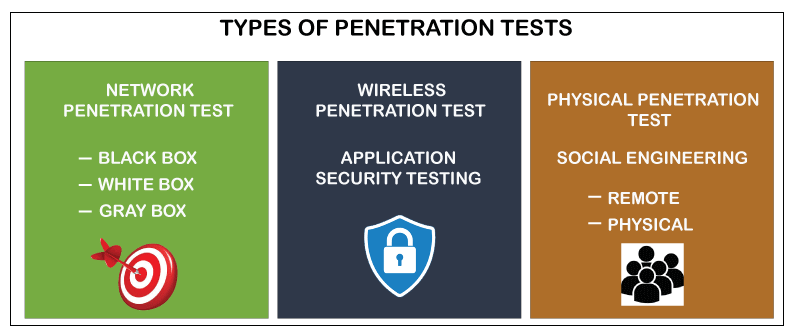 TYPES OF PENETRATION TESTS
NETWORK
PENETRATION TEST
– BLACK BOX
– WHITE BOX
– GRAY BOX
WIRELESS
PENETRATION TEST
APPLICATION
SECURITY TESTING
PHYSICAL PENETRATION
TEST
SOCIAL ENGINEERING
– REMOTE
– PHYSICAL